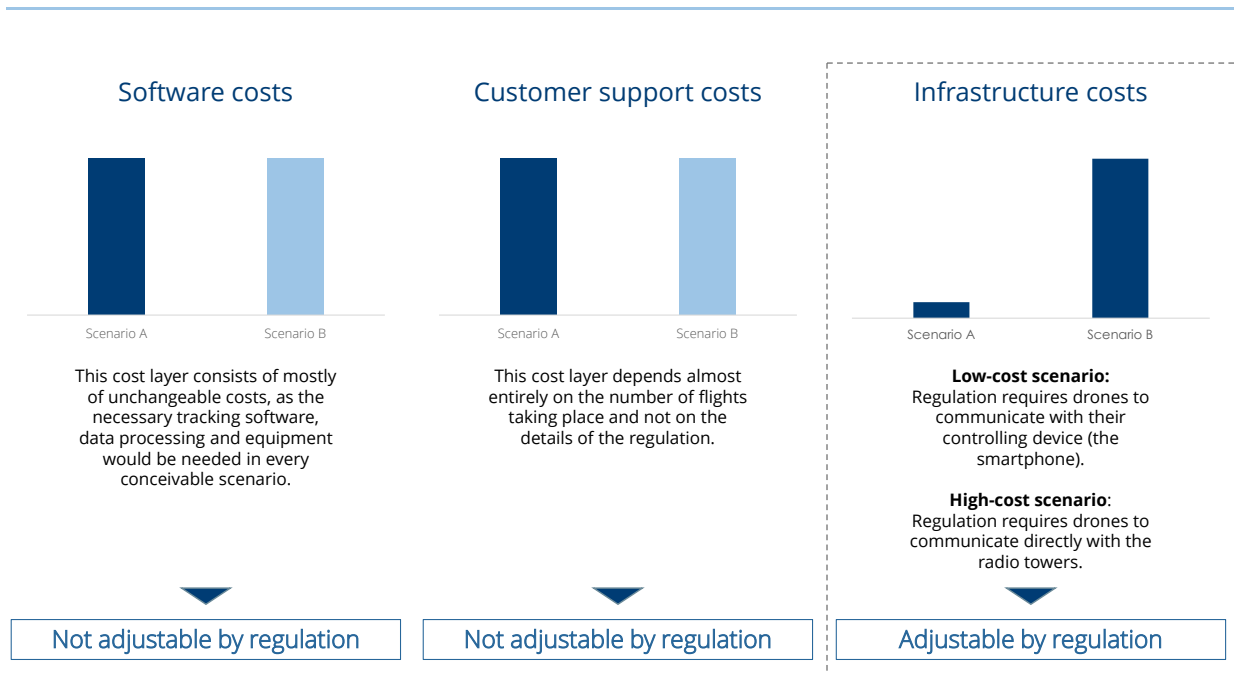 Software costs
Scenario A
Scenario B
This cost layer consists of mostly
of unchangeable costs, as the
necessary tracking software,
data processing and equipment
would be needed in every
conceivable scenario.
Not adjustable by regulation
Customer support costs
Scenario A
Scenario B
This cost layer depends almost
entirely on the number of flights
taking place and not on the
details of the regulation.
Not adjustable by regulation
Infrastructure costs
Scenario A
Scenario B
Low-cost scenario:
Regulation requires drones to
communicate with their
controlling device (the
smartphone).
High-cost scenario:
Regulation requires drones to
communicate directly with the
radio towers.
Adjustable by regulation